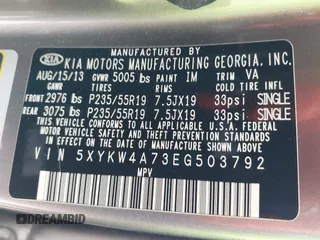 MANUFACTURED BY
KIA KIA MOTORS MANUFACTURING GEORGIA. INC.
AUG/15/13 GVWR 5005 lbs PAINT IM TRIM VA
GAWR TIRES RIMS COLD TIRE INFL
FRONT 2976 lbs P235/55R19 7.5JX19 33psi SINGLE
REAR 3075 lbs P235/55R19 7.5JX19 33psi SINGLE
THIS VEHICLE CONFORMS TO ALL APPLICABLE
FEDERAL MOTOR VEHICLE SAFETY, BUMPER, AND
THEFT PREVENTION STANDARDS IN EFFECT ON
THE DATE OF MANUFACTURE SHOWN ABOVE.
VIN 5XYKW4A73EG503792
MPV
DREAMBID